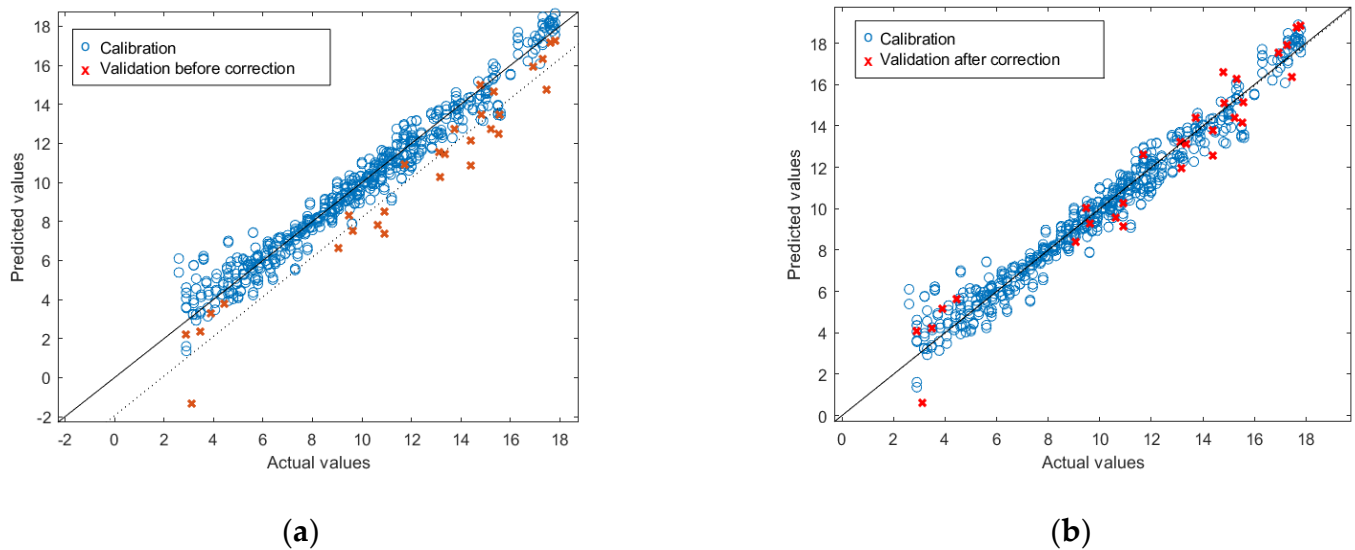 18
16
14
12
10
8
6
4
2
0
-2
-2 0 2 4 6 8 10 12 14 16 18
Predicted values
Actual values
Calibration
Validation before correction
(a)
18
16
14
12
10
8
6
4
2
0
0 2 4 6 8 10 12 14 16 18
Predicted values
Actual values
Calibration
Validation after correction
(b)